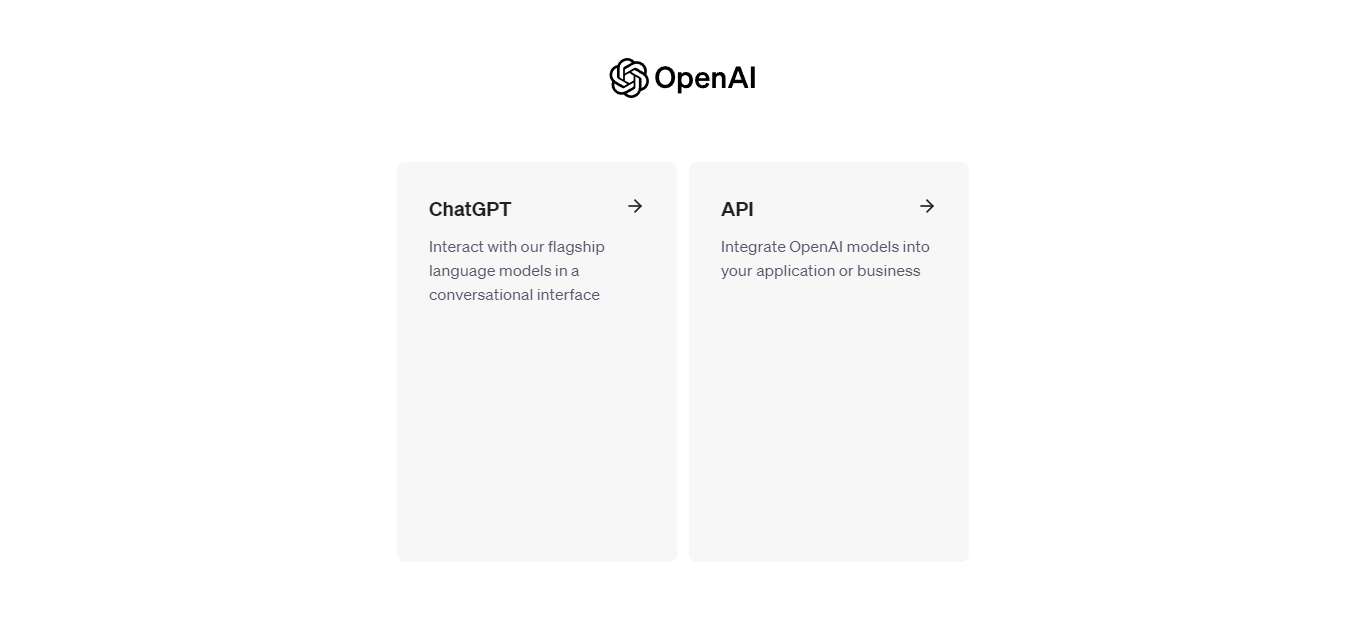 OpenAI
ChatGPT
Interact with our flagship
language models in a
conversational interface
API
Integrate OpenAI models into
your application or business